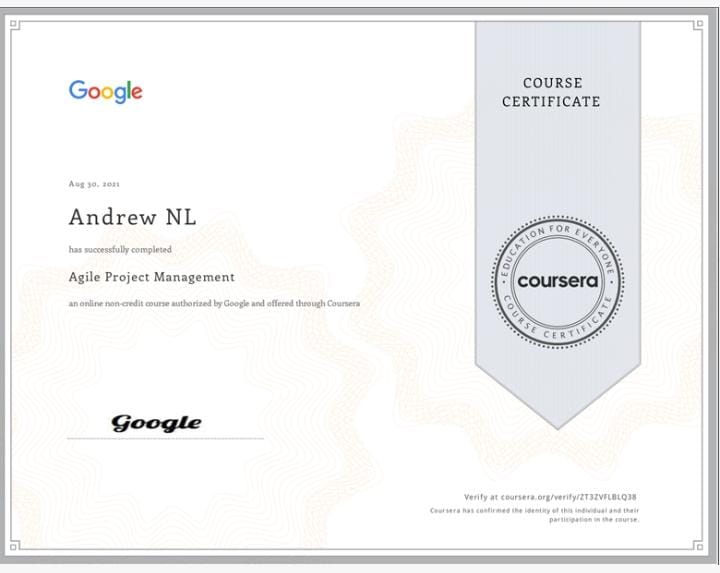 Google
COURSE
CERTIFICATE
Aug 30, 2021
Andrew NL
has successfully completed
Agile Project Management
an online non-credit course authorized by Google and offered through Coursera
EDUCATION FOR EVERYONE
coursera
COURSE CERTIFICATE
Google
Verify at coursera.org/verify/ZT3ZVFLBLQ38
Coursera has confirmed the identity of this individual and their
participation in the course.